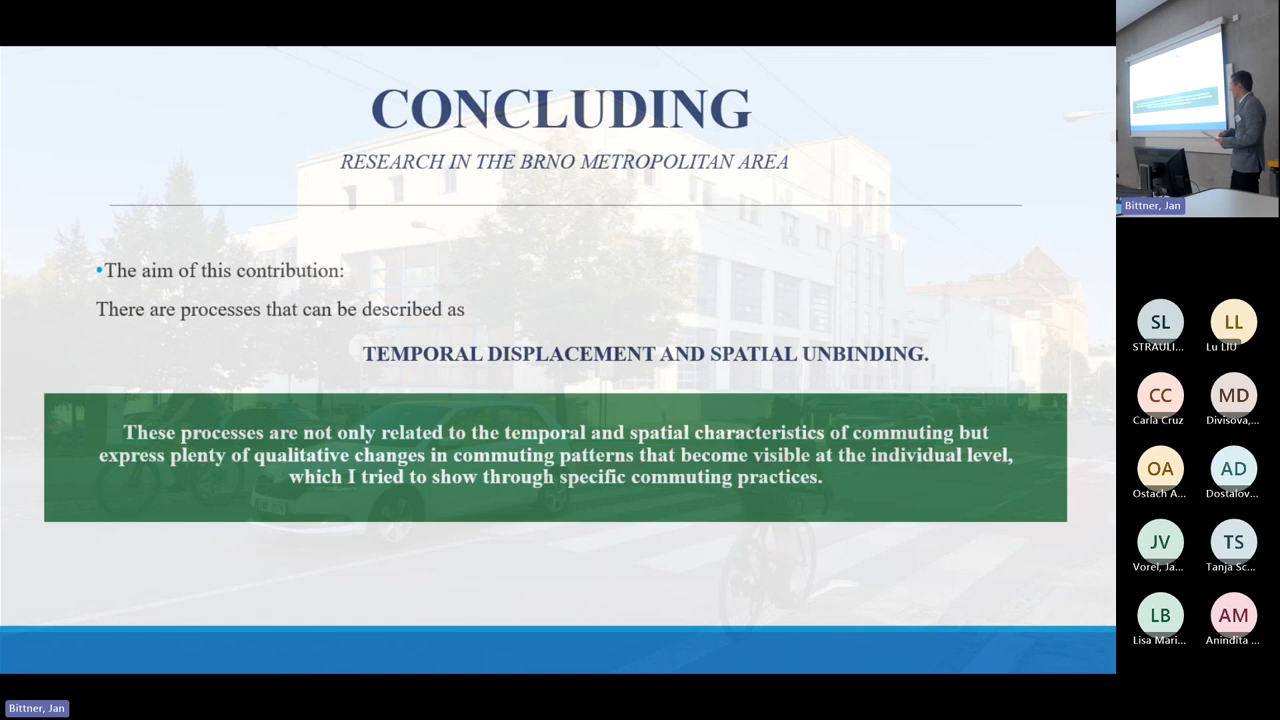 CONCLUDING
RESEARCH IN THE BRNO METROPOLITAN AREA
•The aim of this contribution:
There are processes that can be described as
TEMPORAL DISPLACEMENT AND SPATIAL UNBINDING.
These processes are not only related to the temporal and spatial characteristics of commuting but
express plenty of qualitative changes in commuting patterns that become visible at the individual level,
which I tried to show through specific commuting practices.
Bittner, Jan
Bittner, Jan
SL
STRAULI...
LL
Lu LIU
CC
Carla Cruz
MD
Divisova,...
OA
Ostach A...
AD
Dostalov...
JV
Vorel, Ja...
TS
Tanja Sc...
LB
Lisa Mari...
AM
Anindita ...